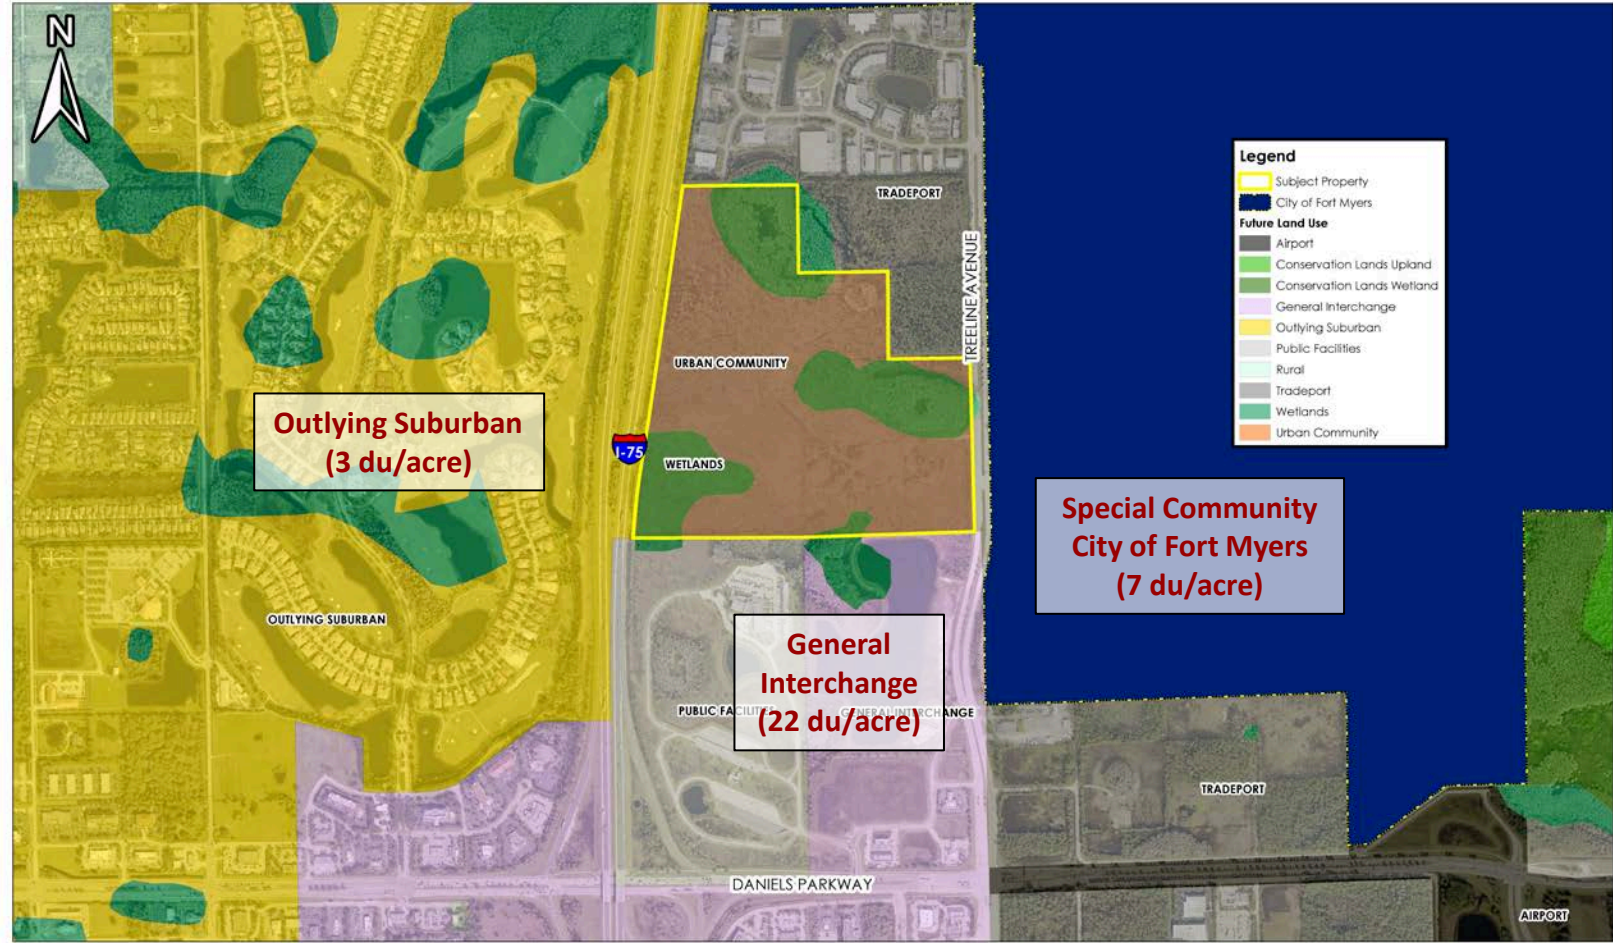 N
TRADEPORT
TREELINE AVENUE
URBAN COMMUNITY
Outlying Suburban
(3 du/acre)
I-75
WETLANDS
Legend
Subject Property
City of Fort Myers
Future Land Use
Airport
Conservation Lands Upland
Conservation Lands Wetland
General Interchange
Outlying Suburban
Public Facilities
Rural
Tradeport
Wetlands
Urban Community
Special Community
City of Fort Myers
(7 du/acre)
OUTLYING SUBURBAN
General
Interchange
(22 du/acre)
PUBLIC FACILITIES
GENERAL INTERCHANGE
TRADEPORT
DANIELS PARKWAY
AIRPORT